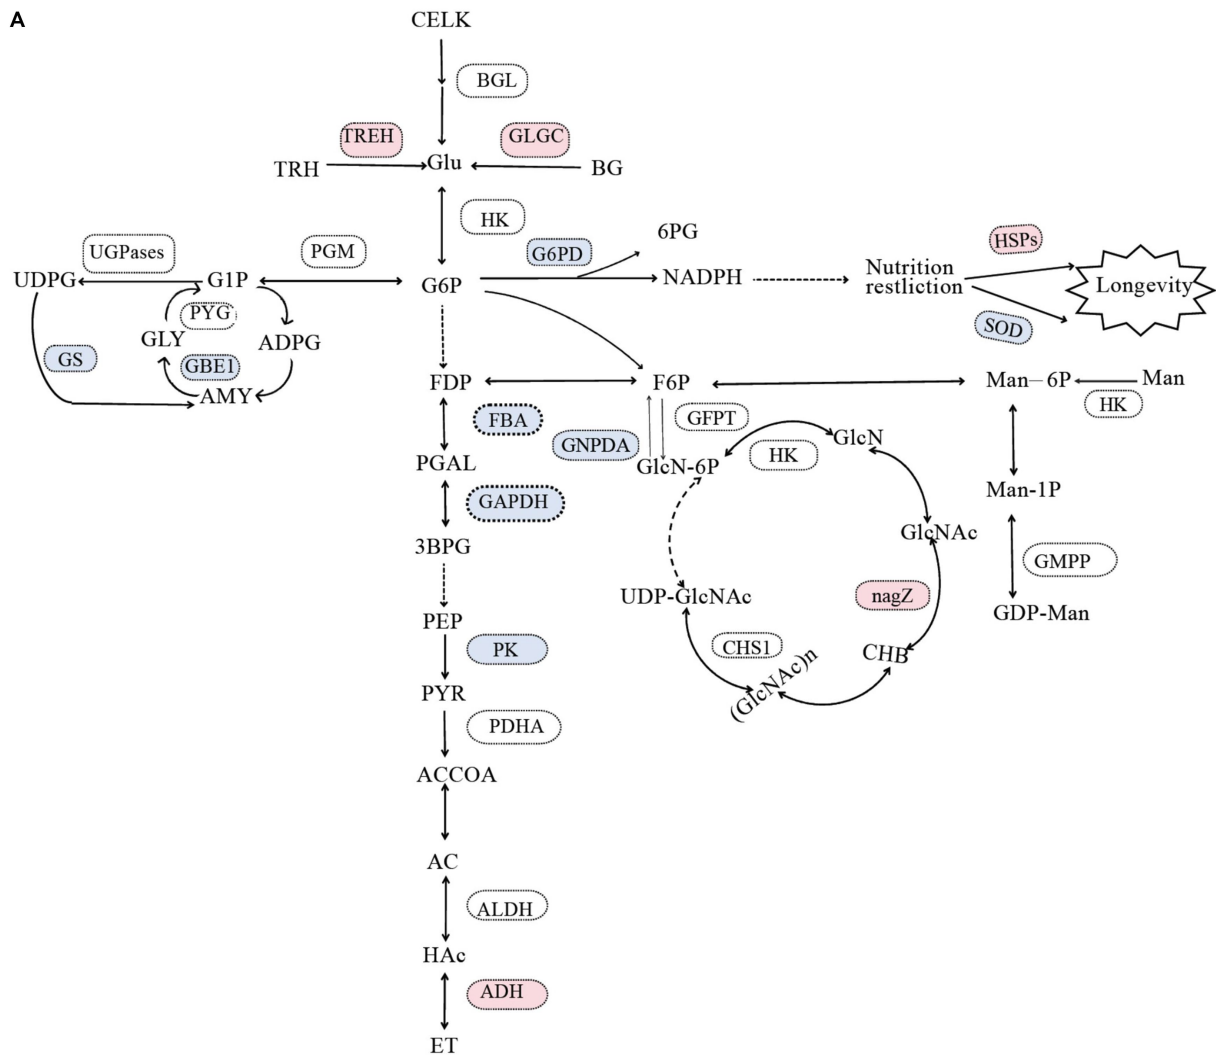 A
CELK
BGL
TREH
GLGC
TRH
Glu
BG
HK
6PG
UGPases
PGM
G6PD
HSPs
UDPG
G1P
G6P
NADPH
Nutrition
restliction
Longevity
PYG
GLY
ADPG
SOD
GS
GBE1
AMY
FDP
F6P
Man–6P
Man
HK
FBA
GFPT
GNPDA
GlcN
HK
PGAL
GlcN-6P
Man-1P
GAPDH
GlcNAc
3BPG
GMPP
UDP-GlcNAc
nagZ
GDP-Man
PEP
PK
CHS1
CHB
PYR
(GlcNAc)n
PDHA
ACCOA
AC
ALDH
HAc
ADH
ET